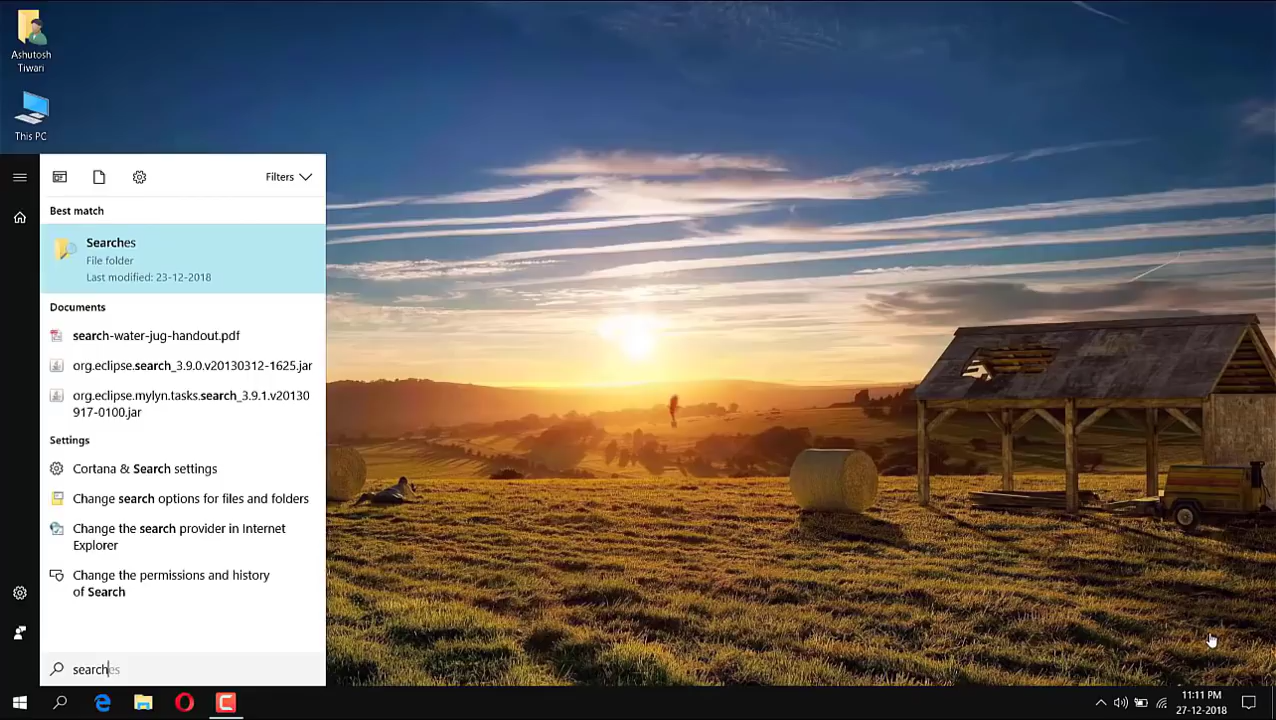 Ashutosh
Tiwari
This PC
Filters
Best match
Searches
File folder
Last modified: 23-12-2018
Documents
search-water-jug-handout.pdf
org.eclipse.search_3.9.0.v20130312-1625.jar
org.eclipse.mylyn.tasks.search_3.9.1.v20130
917-0100.jar
Settings
Cortana & Search settings
Change search options for files and folders
Change the search provider in Internet
Explorer
Change the permissions and history
of Search
searches
11:11 PM
27-12-2018